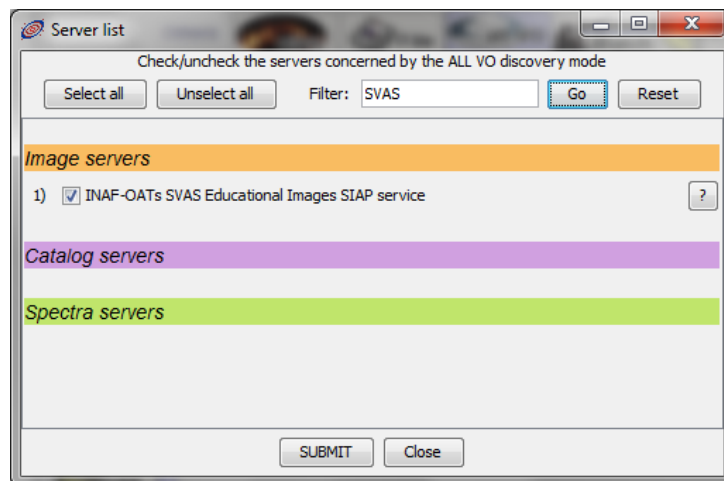 Server list
Check/uncheck the servers concerned by the ALL VO discovery mode
Select all Unselect all Filter: SVAS Go Reset
Image servers
1) INAF-OATs SVAS Educational Images SIAP service ?
Catalog servers
Spectra servers
SUBMIT Close